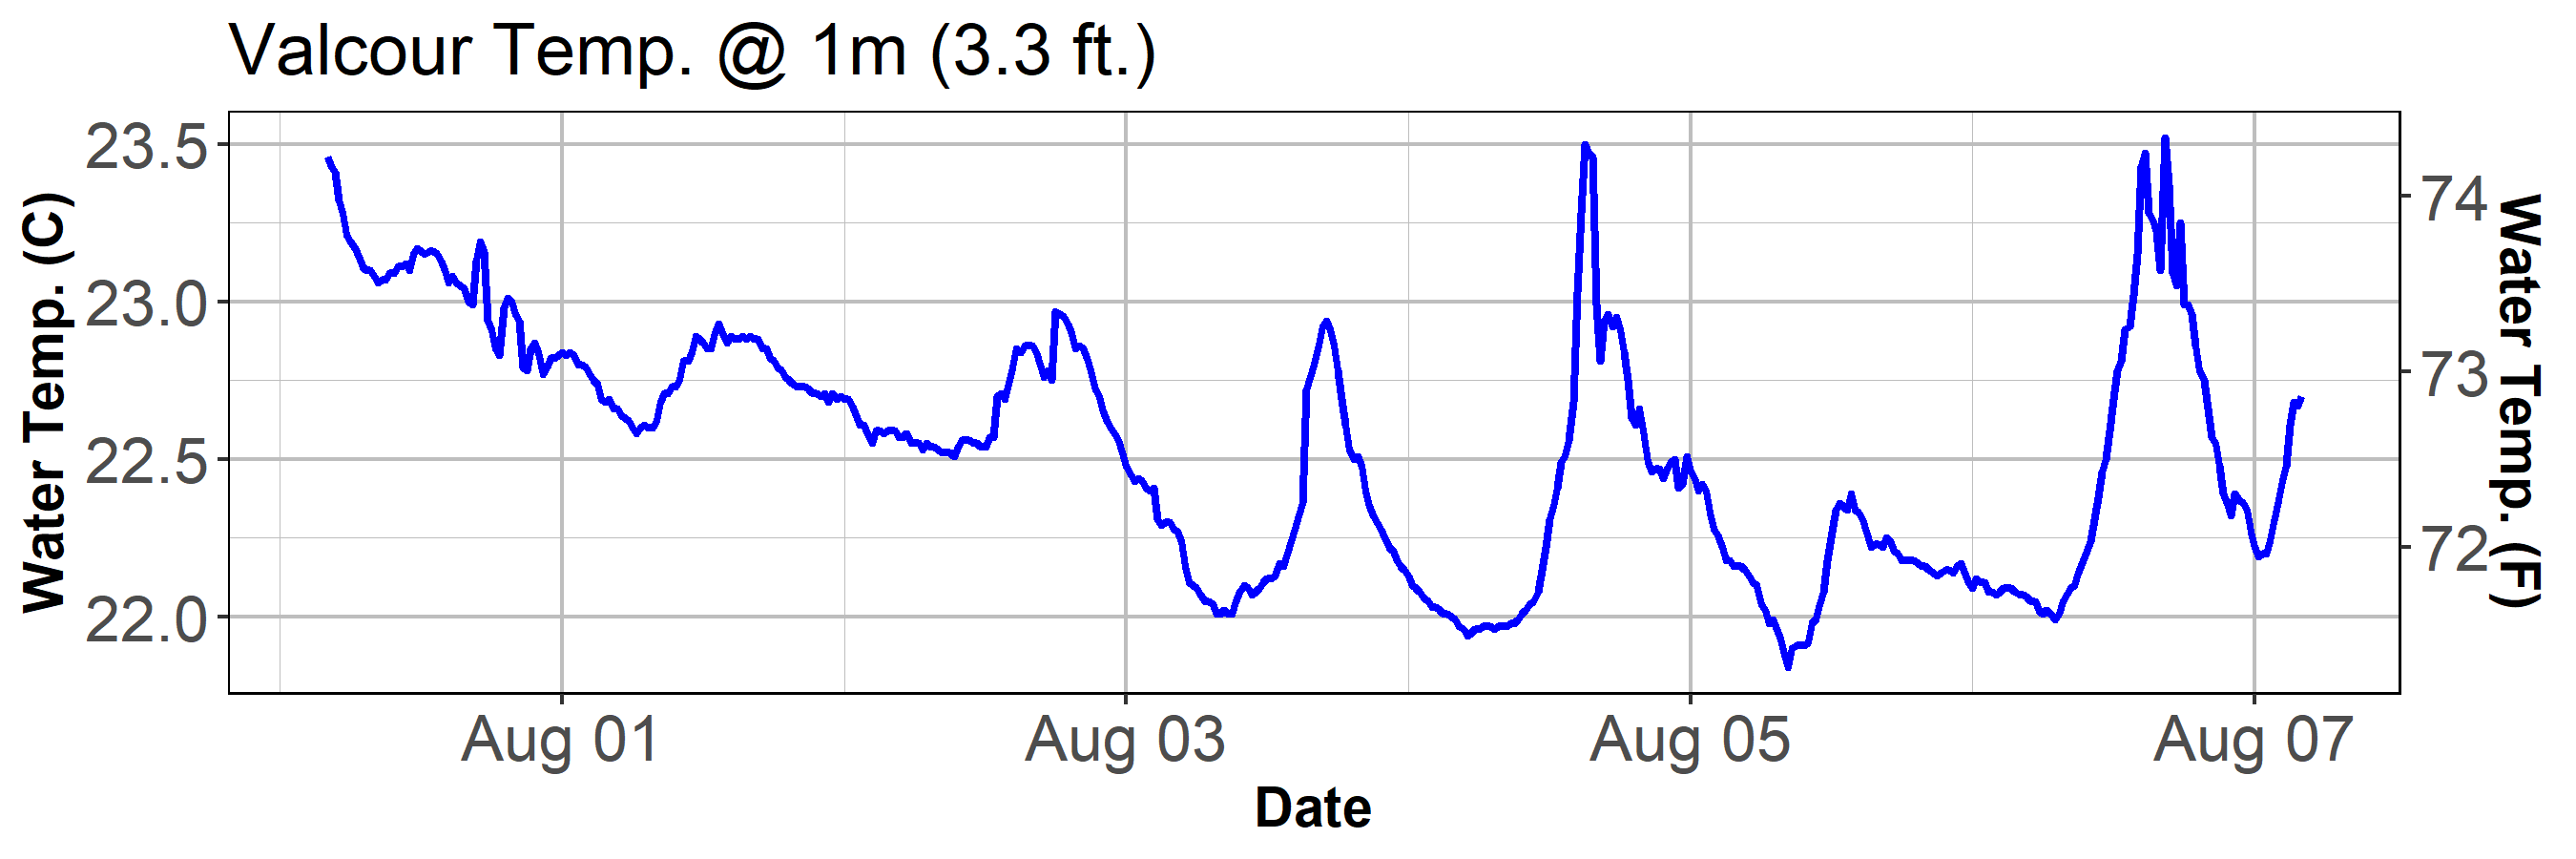 Valcour Temp. @ 1m (3.3 ft.)
Water Temp. (C)
23.5
23.0
22.5
22.0
74
73
72
Water Temp. (F)
Aug 01
Aug 03
Aug 05
Aug 07
Date